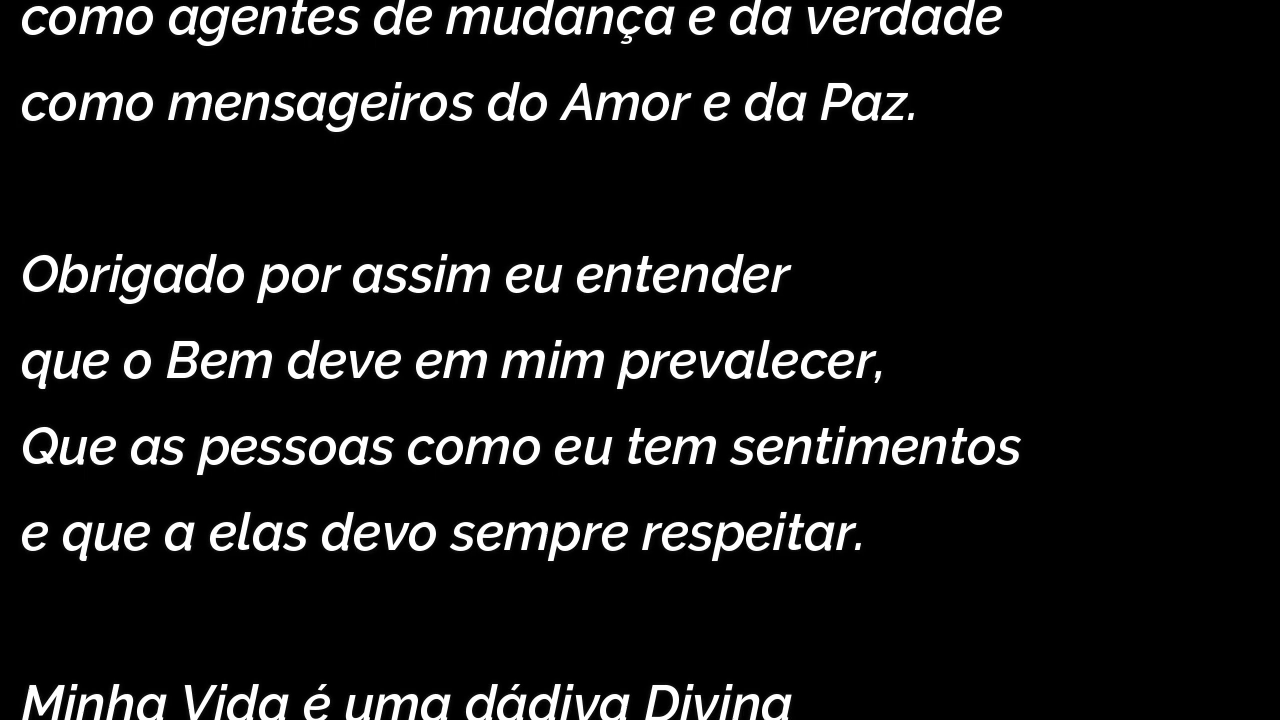 como agentes de mudança e da verdade
como mensageiros do Amor e da Paz.
Obrigado por assim eu entender
que o Bem deve em mim prevalecer,
Que as pessoas como eu tem sentimentos
e que a elas devo sempre respeitar.
Minha Vida é uma dádiva Divina